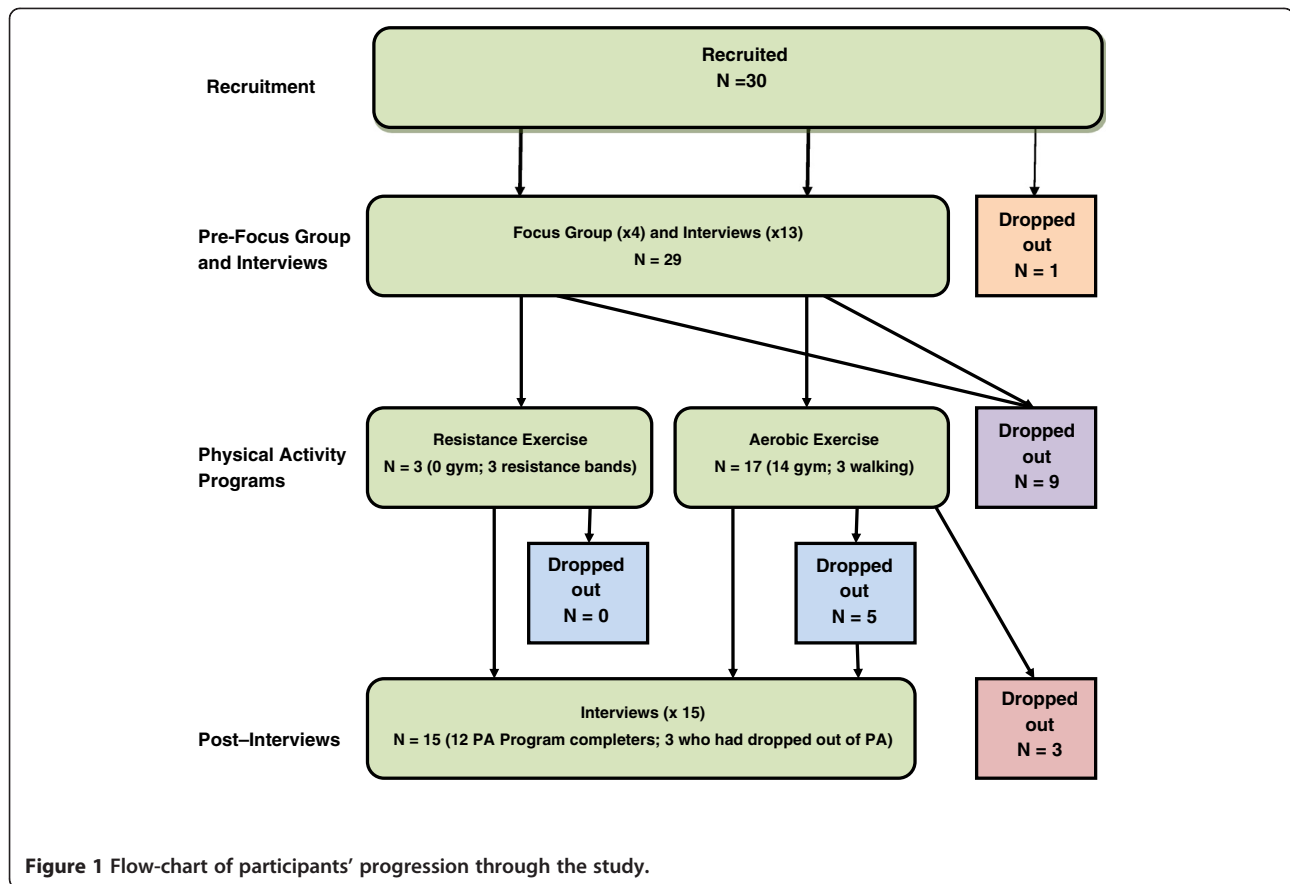 Recruitment
Recruited
N =30
Pre-Focus Group
and Interviews
Focus Group (x4) and Interviews (x13)
N = 29
Dropped
out
N = 1
Physical Activity
Programs
Resistance Exercise
N = 3 (0 gym; 3 resistance bands)
Aerobic Exercise
N = 17 (14 gym; 3 walking)
Dropped
out
N = 9
Dropped
out
N = 0
Dropped
out
N = 5
Post–Interviews
Interviews (x 15)
N = 15 (12 PA Program completers; 3 who had dropped out of PA)
Dropped
out
N = 3
Figure 1 Flow-chart of participants’ progression through the study.